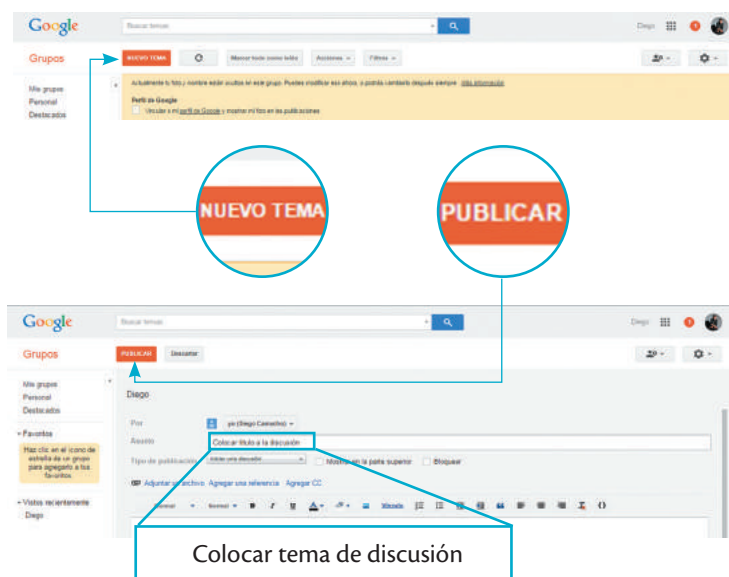 Google
Buscar temas
Diego
Grupos
NUEVO TEMA
Marcar todo como leído
Acciones
Filtros
Mis grupos
Personal
Destacados
Actualmente tu foto y nombre están ocultos en este grupo. Puedes modificar eso ahora, o podrás cambiarlo después siempre. Más información
Perfil de Google
Vincular a mi perfil de Google y mostrar mi foto en las publicaciones
NUEVO TEMA
PUBLICAR
Google
Buscar temas
Diego
Grupos
PUBLICAR
Descartar
Mis grupos
Personal
Destacados
Favoritos
Haz clic en el icono de
estrella de un grupo
para agregarlo a tus
favoritos.
Vistos recientemente
Diego
Diego
Por
yo (Diego Camacho)
Asunto
Colocar título a la discusión
Tipo de publicación
Iniciar una discusión
Mostrar en la parte superior
Bloquear
Adjuntar un archivo Agregar una referencia Agregar CC
Normal
Normal
B I U A
Vínculo
Colocar tema de discusión